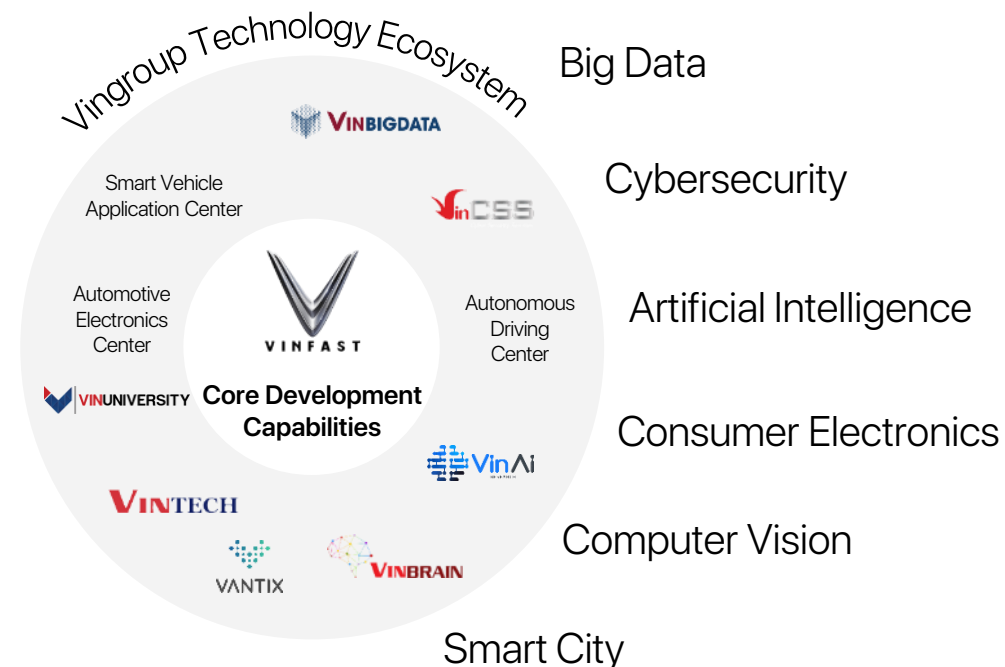 Vingroup Technology Ecosystem
Big Data
VINBIGDATA
Cybersecurity
Smart Vehicle
Application Center
VinCSS
Artificial Intelligence
Automotive
Electronics
Center
VINFAST
Autonomous
Driving
Center
VINUNIVERSITY
Core Development
Capabilities
Consumer Electronics
VinAi
VINTECH
Computer Vision
VANTIX
VINBRAIN
Smart City